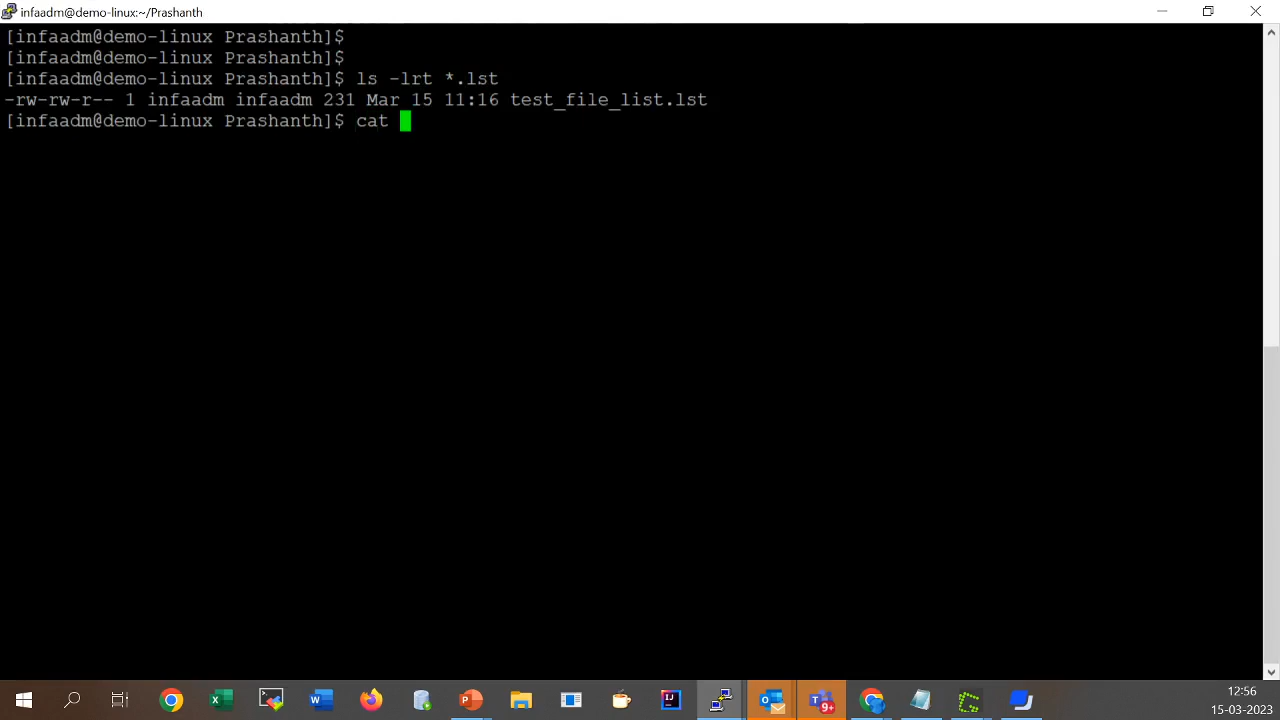 infaadm@demo-linux:~/Prashanth
[infaadm@demo-linux Prashanth]$
[infaadm@demo-linux Prashanth]$
[infaadm@demo-linux Prashanth]$ ls -lrt *.lst
-rw-rw-r-- 1 infaadm infaadm 231 Mar 15 11:16 test_file_list.lst
[infaadm@demo-linux Prashanth]$ cat
9+
12:56
15-03-2023